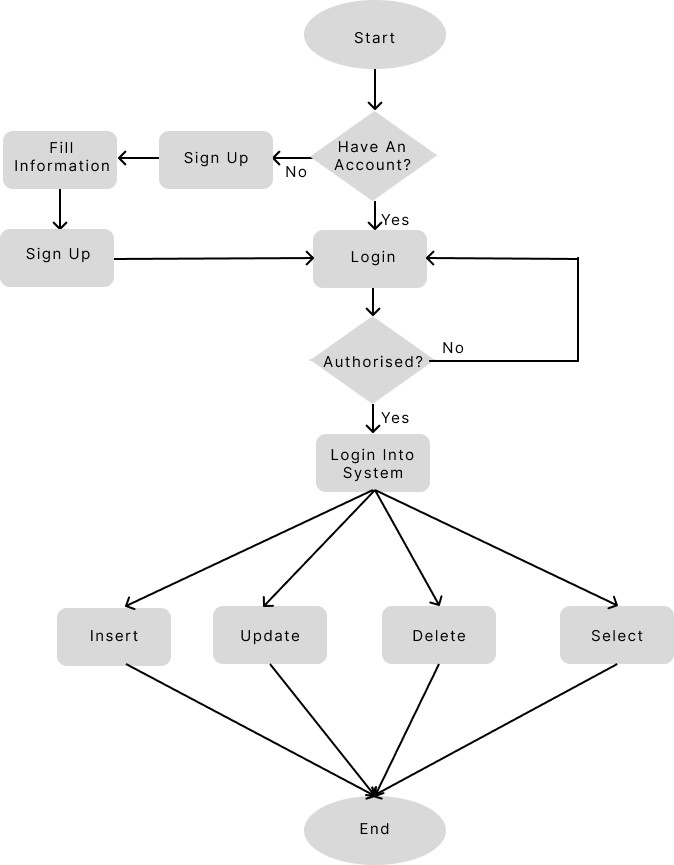 Start
Have An
Account?
No
Sign Up
Fill
Information
Yes
Sign Up
Login
No
Authorised?
Yes
Login Into
System
Insert
Update
Delete
Select
End